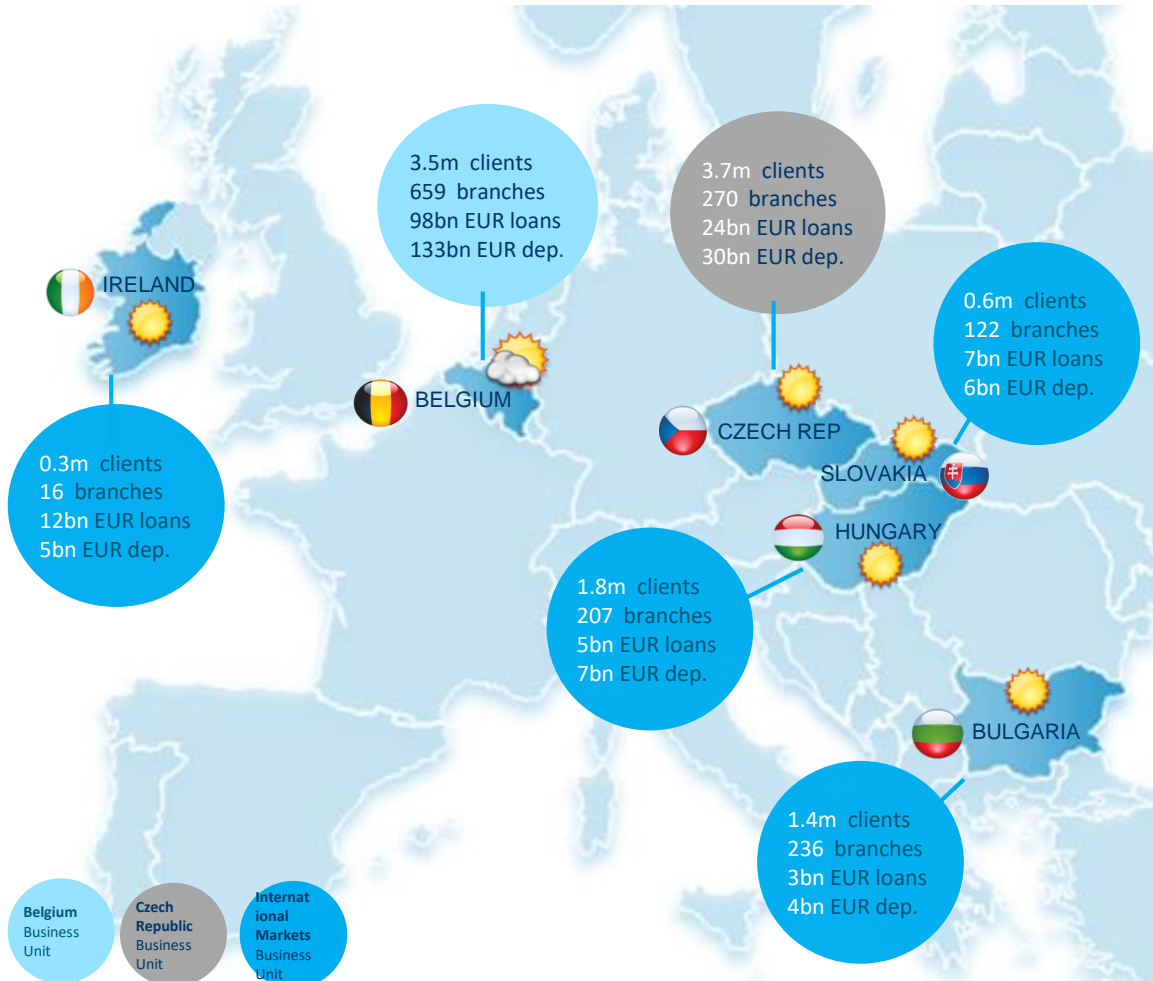 3.5m clients
659 branches
98bn EUR loans
133bn EUR dep.
3.7m clients
270 branches
24bn EUR loans
30bn EUR dep.
IRELAND
0.6m clients
122 branches
7bn EUR loans
6bn EUR dep.
BELGIUM
CZECH REP
SLOVAKIA
0.3m clients
16 branches
12bn EUR loans
5bn EUR dep.
HUNGARY
1.8m clients
207 branches
5bn EUR loans
7bn EUR dep.
BULGARIA
1.4m clients
236 branches
3bn EUR loans
4bn EUR dep.
Belgium
Business
Unit
Czech
Republic
Business
Unit
Internat
ional
Markets
Business
Unit